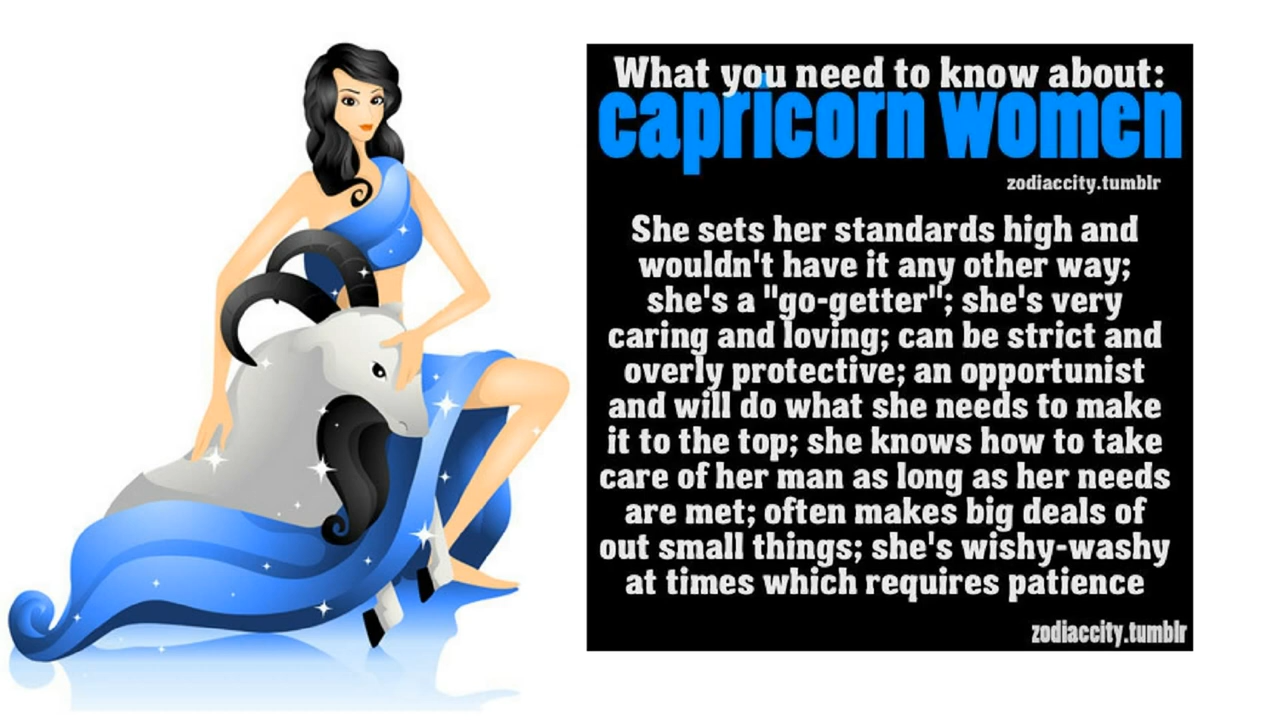 What you need to know about:
capricorn women
zodiaccity.tumblr
She sets her standards high and
wouldn't have it any other way;
she's a "go-getter"; she's very
caring and loving; can be strict and
overly protective; an opportunist
and will do what she needs to make
it to the top; she knows how to take
care of her man as long as her needs
are met; often makes big deals of
out small things; she's wishy-washy
at times which requires patience
zodiaccity.tumblr